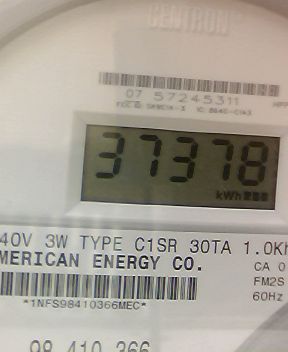 CENTRON
07 57245311
37378
kWh
40V 3W TYPE C1SR 30TA 1.0Kh
MERICAN ENERGY CO.
CA 0
FM2S
60Hz
*1NFS98410366MEC*
98 410 366